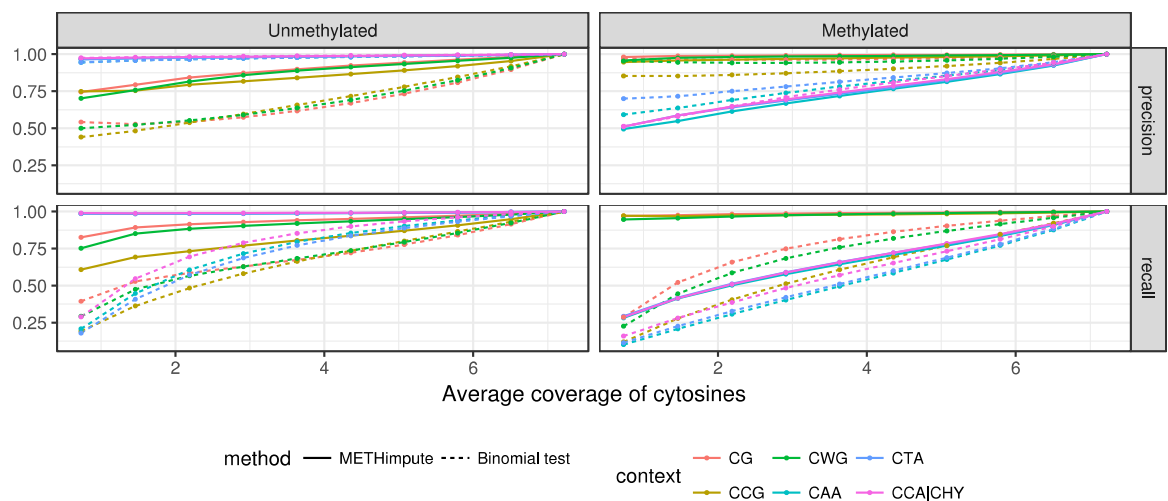 Unmethylated Methylated
1.00
0.75
0.50
0.25
precision
1.00
0.75
0.50
0.25
recall
2 4 6 2 4 6
Average coverage of cytosines
method METHimpute Binomial test
context CG CWG CTA
CCG CAA CCA|CHY